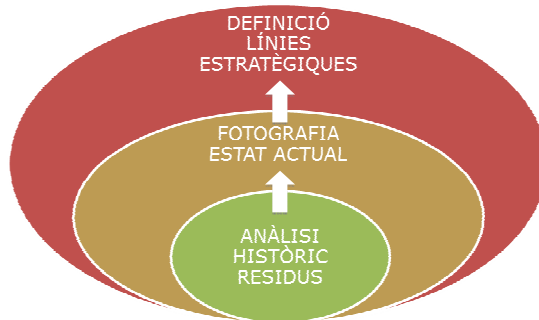 DEFINICIÓ
LÍNIES
ESTRATÈGIQUES
FOTOGRAFIA
ESTAT ACTUAL
ANÀLISI
HISTÒRIC
RESIDUS